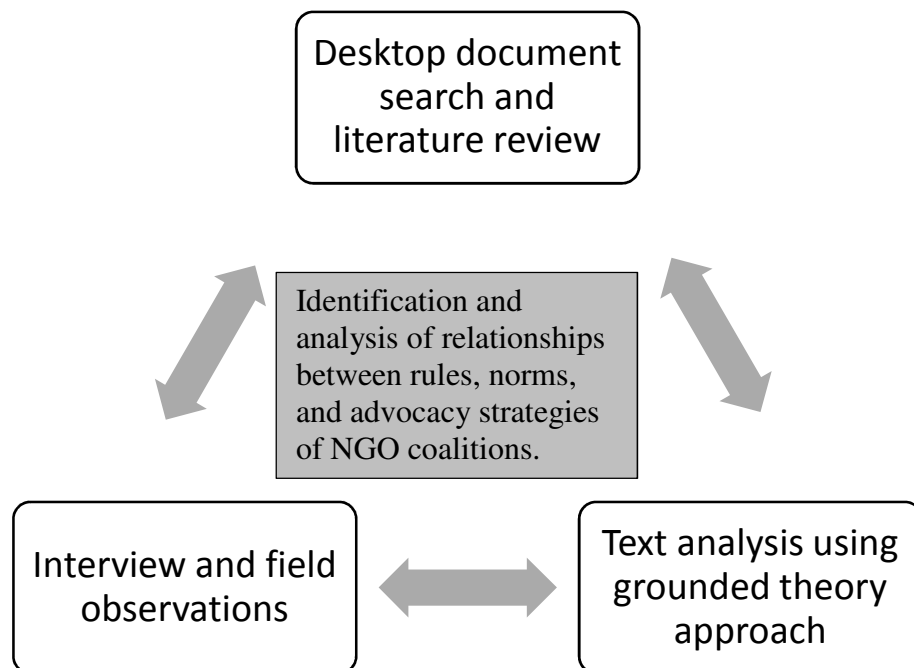 Desktop document
search and
literature review
Identification and
analysis of relationships
between rules, norms,
and advocacy strategies
of NGO coalitions.
Interview and field
observations
Text analysis using
grounded theory
approach